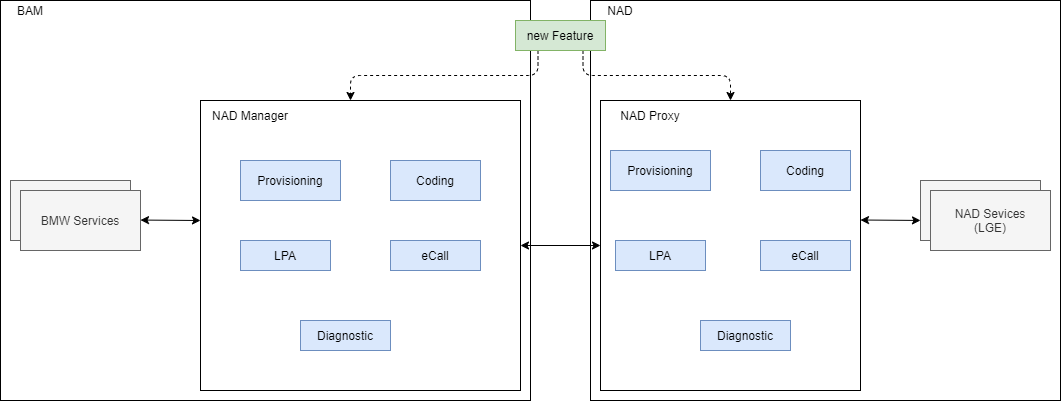 BAM
NAD
new Feature
NAD Manager
NAD Proxy
Provisioning
Coding
Provisioning
Coding
BMW Services
NAD Sevices
(LGE)
LPA
eCall
LPA
eCall
Diagnostic
Diagnostic